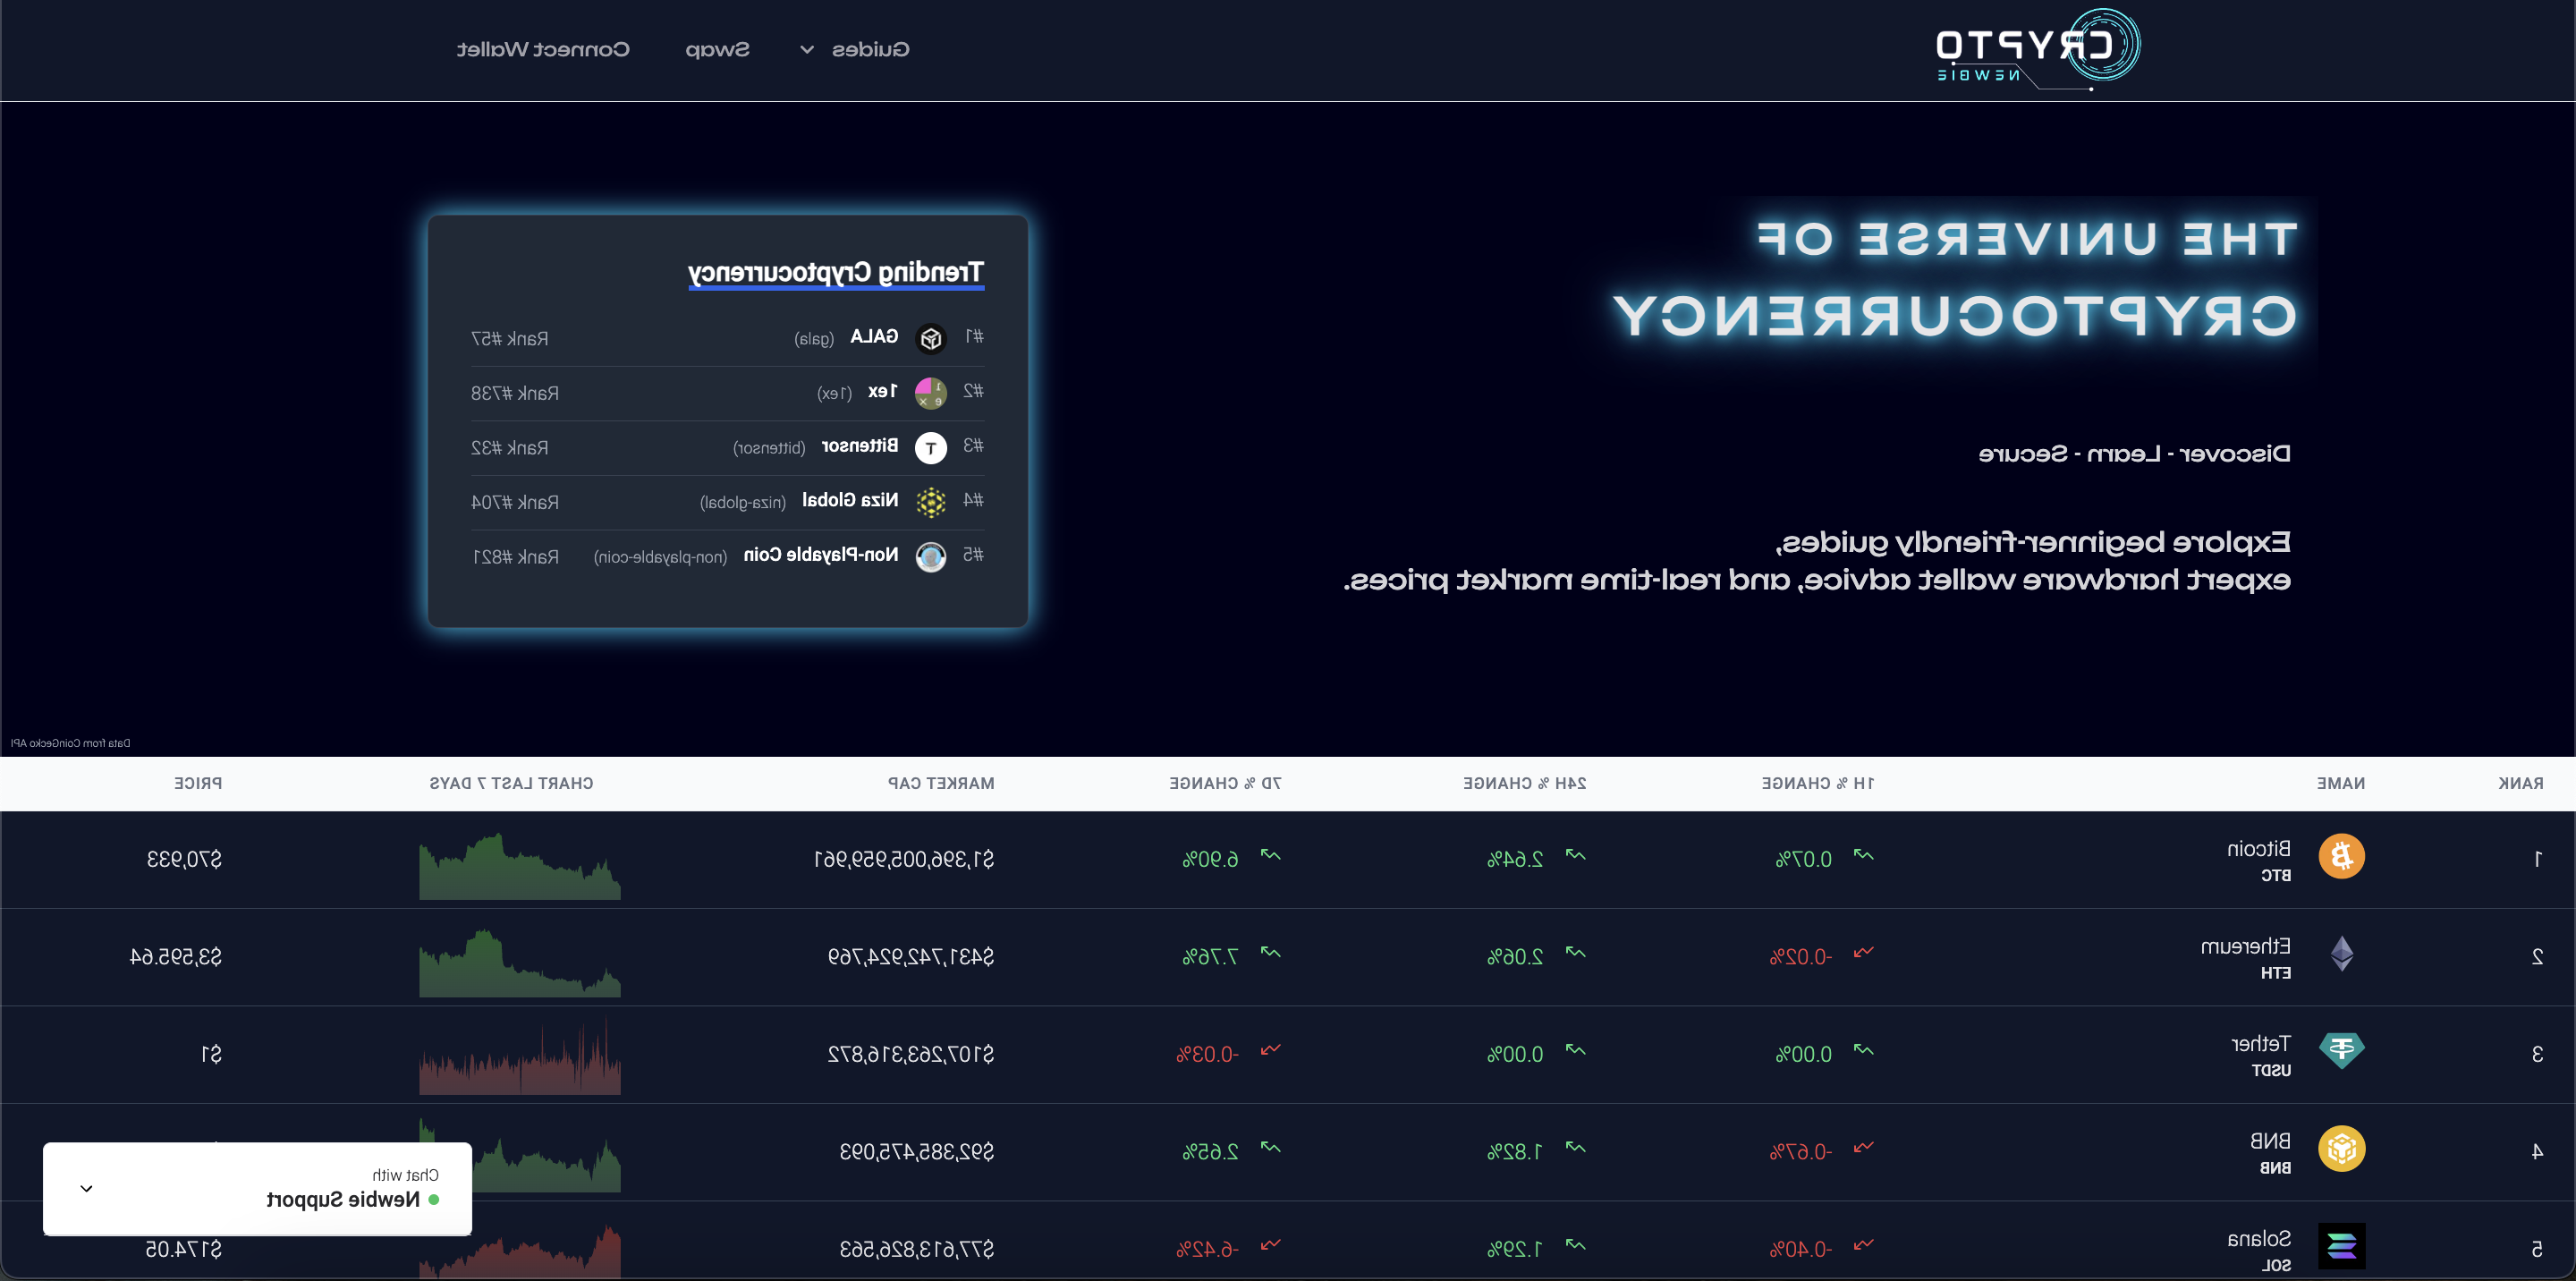 CRYPTO
NEWBIE
Guides
Swap
Connect Wallet
THE UNIVERSE OF
CRYPTOCURRENCY
Discover - Learn - Secure
Explore beginner-friendly guides,
expert hardware wallet advice, and real-time market prices.
Trending Cryptocurrency
#1 GALA (gala) Rank #57
#2 1ex (1ex) Rank #738
#3 Bittensor (bittensor) Rank #32
#4 Niza Global (niza-global) Rank #704
#5 Non-Playable Coin (non-playable-coin) Rank #821
Data from CoinGecko API
RANK NAME 1H % CHANGE 24H % CHANGE 7D % CHANGE MARKET CAP CHART LAST 7 DAYS PRICE
1 Bitcoin 0.07% 2.64% 6.90% $1,396,005,959,961 $70,933
BTC
2 Ethereum -0.02% 2.06% 7.76% $431,742,924,769 $3,595.64
ETH
3 Tether 0.00% 0.00% -0.03% $107,263,316,872 $1
USDT
4 BNB -0.67% 1.82% 2.65% $92,385,475,093
BNB
5 Solana -0.40% 1.29% -6.42% $77,613,826,563 $174.05
SOL
Chat with
Newbie Support